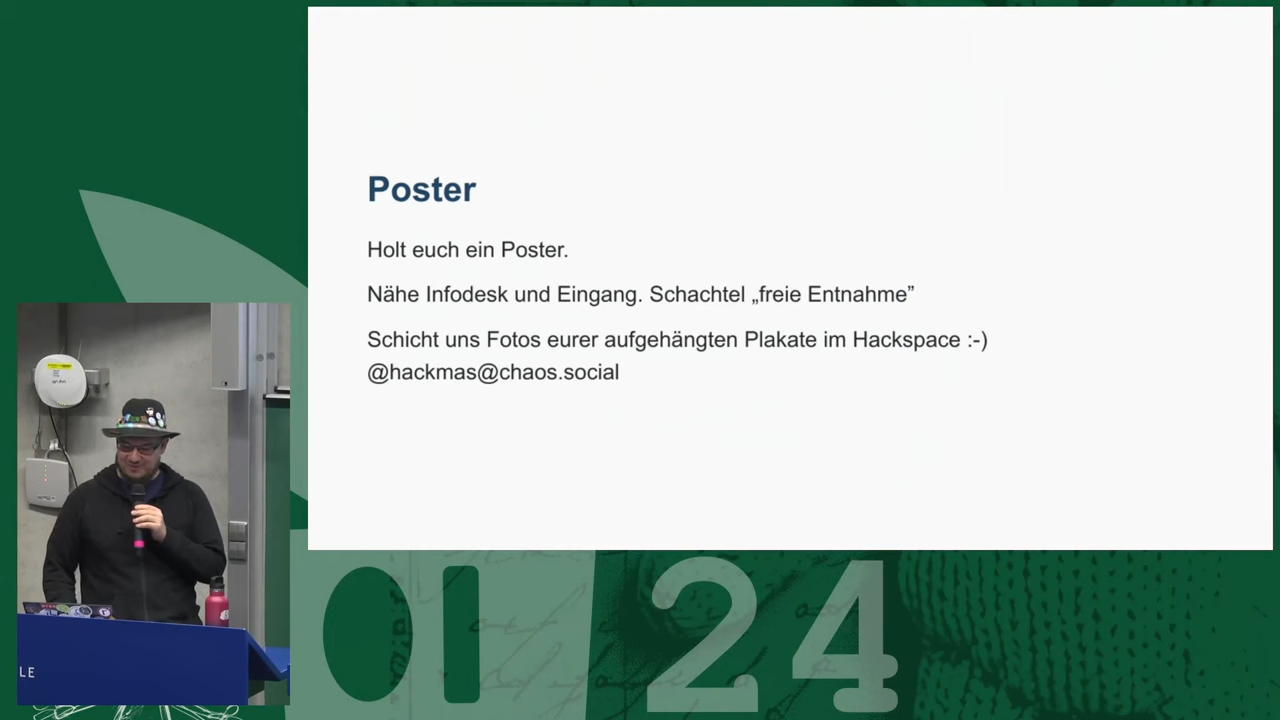 Poster
Holt euch ein Poster.
Nähe Infodesk und Eingang. Schachtel „freie Entnahme”
Schicht uns Fotos eurer aufgehängten Plakate im Hackspace :-)
@hackmas@chaos.social
LE
24